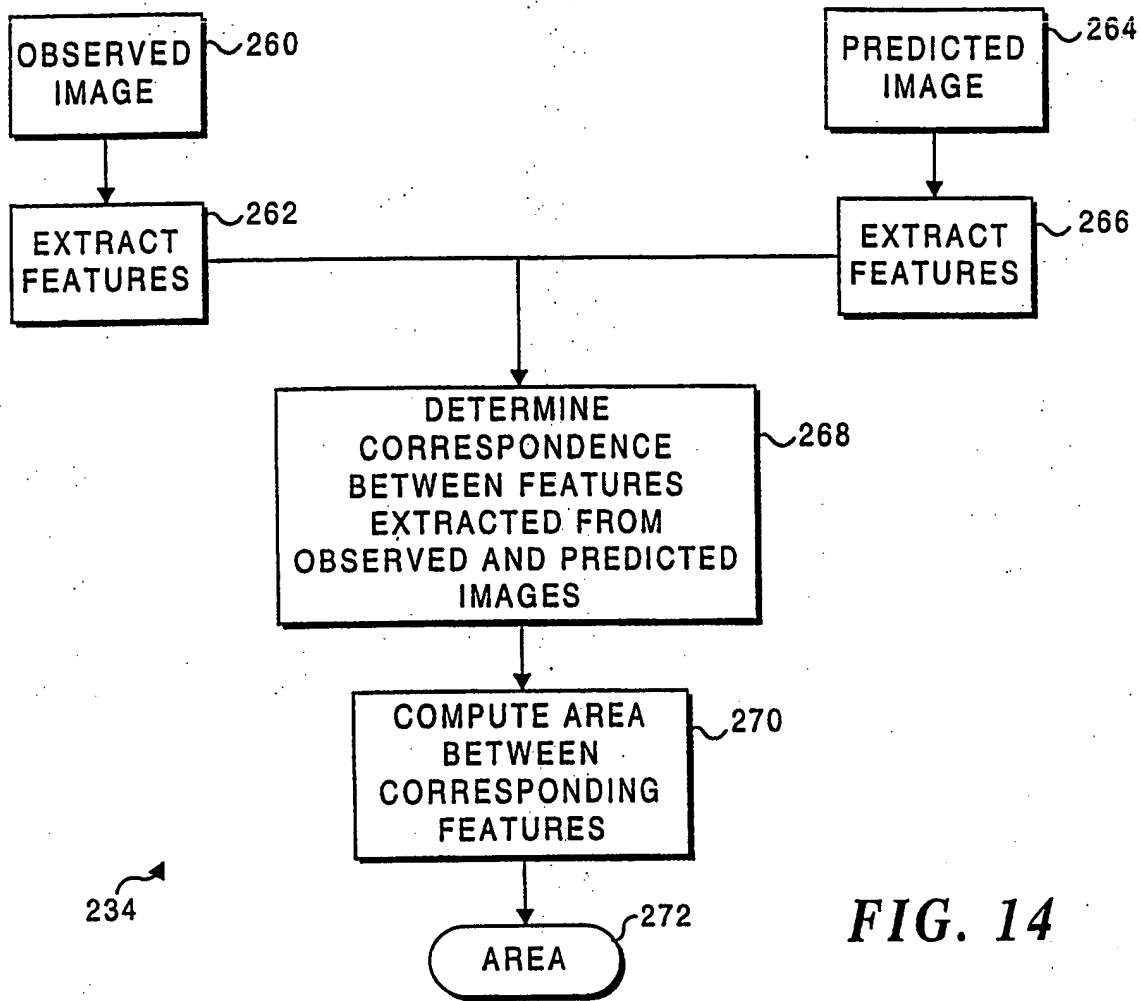 OBSERVED
IMAGE
260
PREDICTED
IMAGE
264
EXTRACT
FEATURES
262
EXTRACT
FEATURES
266
DETERMINE
CORRESPONDENCE
BETWEEN FEATURES
EXTRACTED FROM
OBSERVED AND PREDICTED
IMAGES
268
COMPUTE AREA
BETWEEN
CORRESPONDING
FEATURES
270
234
AREA
272
FIG. 14